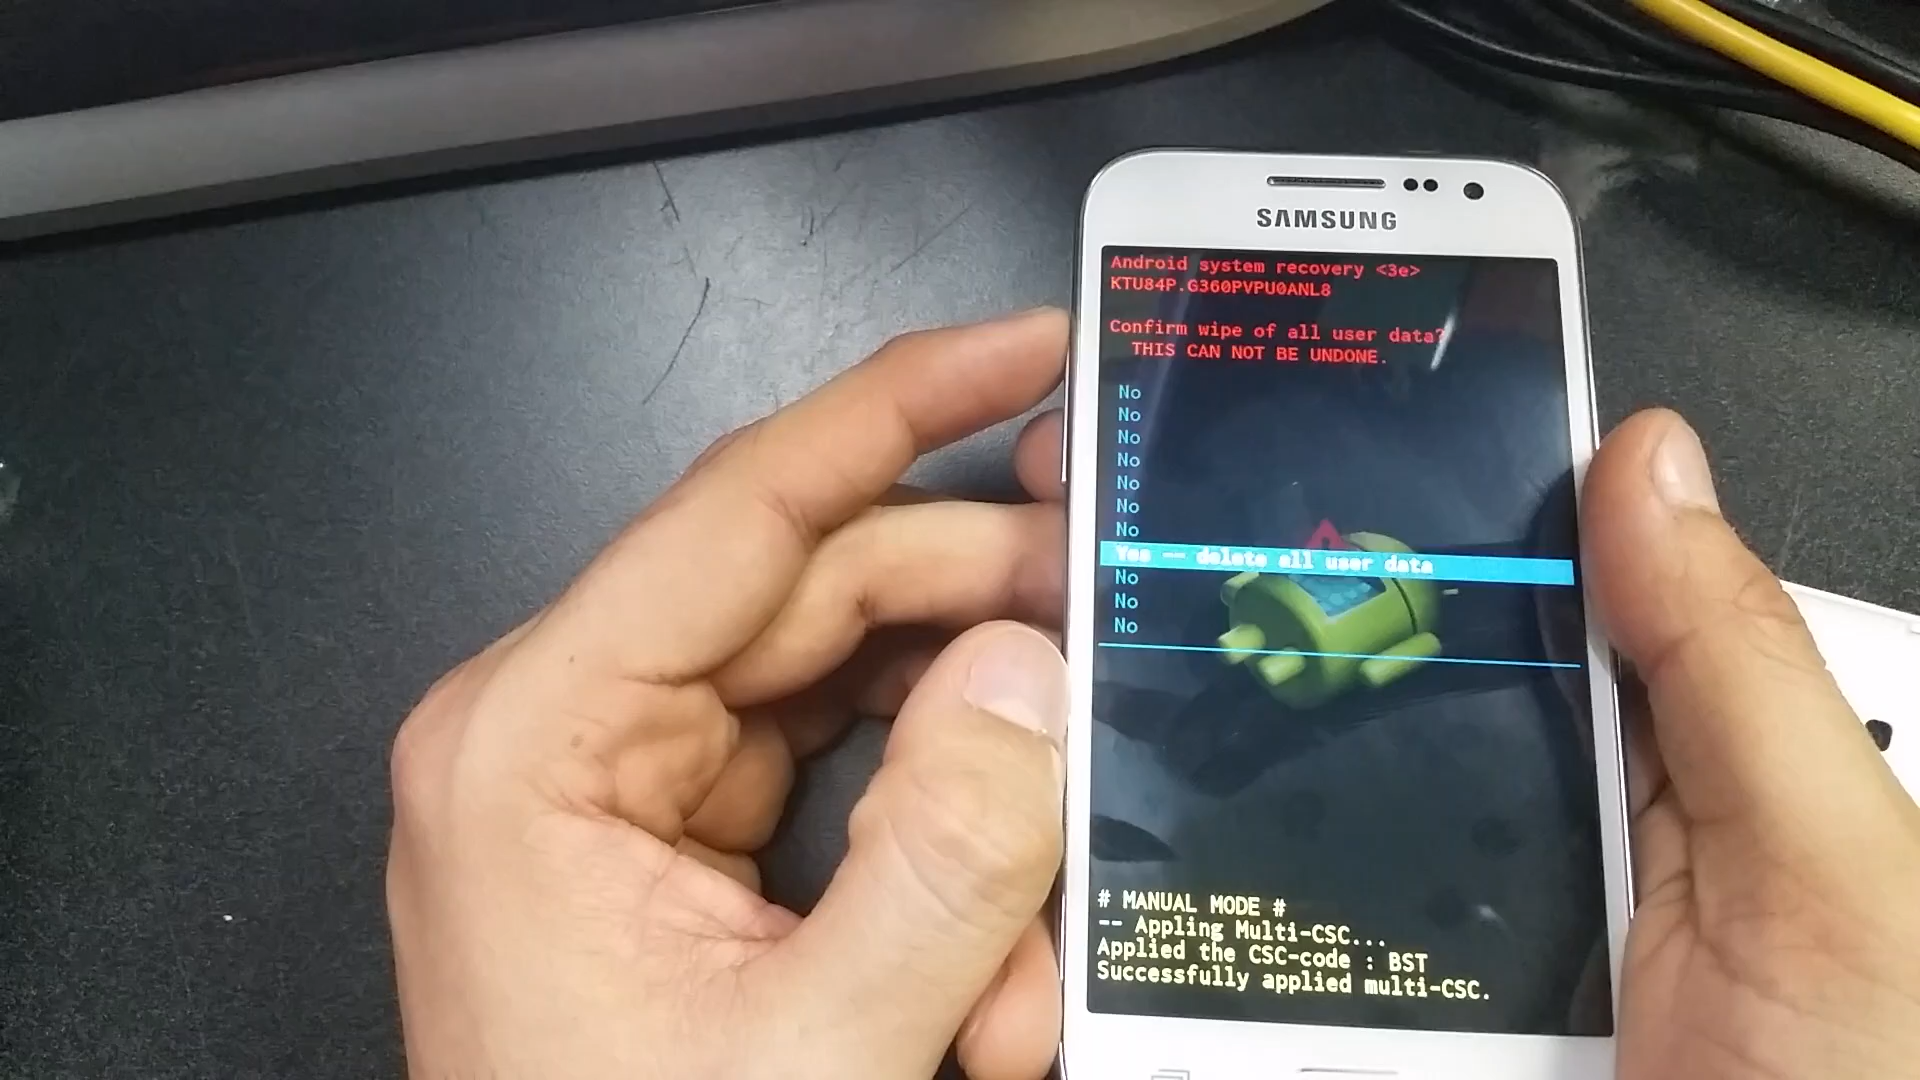 SAMSUNG
Android system recovery <3e>
KTU84P.G360PVPU0ANL8
Confirm wipe of all user data?
THIS CAN NOT BE UNDONE.
No
No
No
No
No
No
No
Yes -- delete all user data
No
No
No
# MANUAL MODE #
-- Appling Multi-CSC...
Applied the CSC-code : BST
Successfully applied multi-CSC.